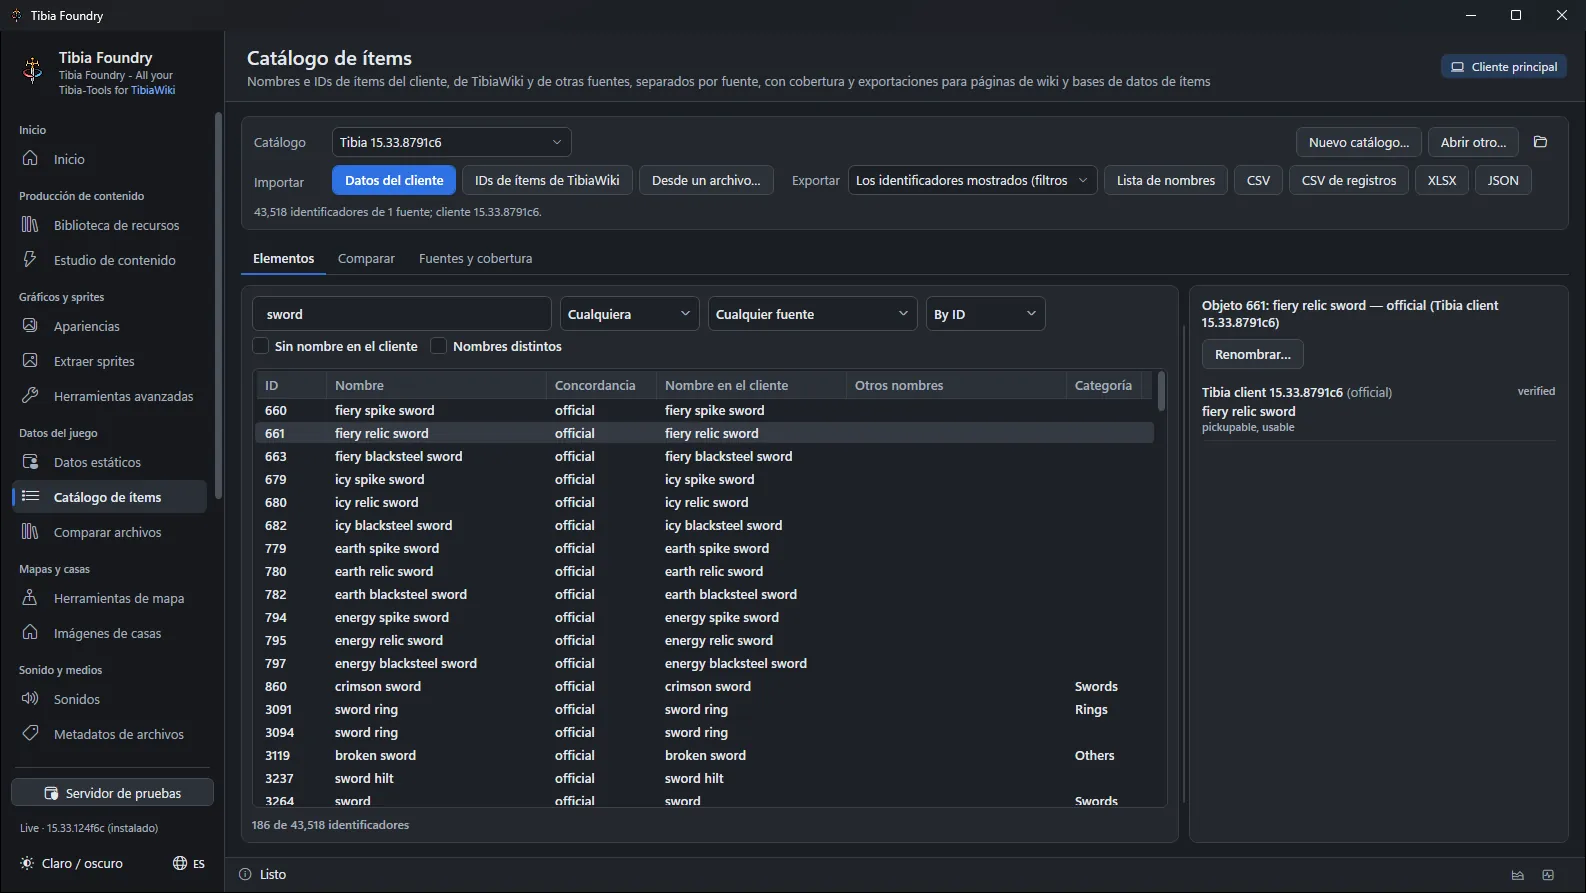 Tibia Foundry
Tibia Foundry
Tibia Foundry - All your
Tibia-Tools for TibiaWiki
Inicio
Inicio
Producción de contenido
Biblioteca de recursos
Estudio de contenido
Gráficos y sprites
Apariencias
Extraer sprites
Herramientas avanzadas
Datos del juego
Datos estáticos
Catálogo de ítems
Comparar archivos
Mapas y casas
Herramientas de mapa
Imágenes de casas
Sonido y medios
Sonidos
Metadatos de archivos
Servidor de pruebas
Live · 15.33.124f6c (instalado)
Claro / oscuro ES
Catálogo de ítems
Nombres e IDs de ítems del cliente, de TibiaWiki y de otras fuentes, separados por fuente, con cobertura y exportaciones para páginas de wiki y bases de datos de ítems
Cliente principal
Catálogo Tibia 15.33.8791c6 Nuevo catálogo... Abrir otro...
Importar Datos del cliente IDs de ítems de TibiaWiki Desde un archivo... Exportar Los identificadores mostrados (filtros Lista de nombres CSV CSV de registros XLSX JSON
43,518 identificadores de 1 fuente; cliente 15.33.8791c6.
Elementos Comparar Fuentes y cobertura
sword Cualquiera Cualquier fuente By ID
Sin nombre en el cliente Nombres distintos
ID Nombre Concordancia Nombre en el cliente Otros nombres Categoría
660 fiery spike sword official fiery spike sword
661 fiery relic sword official fiery relic sword
663 fiery blacksteel sword official fiery blacksteel sword
679 icy spike sword official icy spike sword
680 icy relic sword official icy relic sword
682 icy blacksteel sword official icy blacksteel sword
779 earth spike sword official earth spike sword
780 earth relic sword official earth relic sword
782 earth blacksteel sword official earth blacksteel sword
794 energy spike sword official energy spike sword
795 energy relic sword official energy relic sword
797 energy blacksteel sword official energy blacksteel sword
860 crimson sword official crimson sword Swords
3091 sword ring official sword ring Rings
3094 sword ring official sword ring
3119 broken sword official broken sword Others
3237 sword hilt official sword hilt
3264 sword official sword Swords
186 de 43,518 identificadores
Objeto 661: fiery relic sword — official (Tibia client
15.33.8791c6)
Renombrar...
Tibia client 15.33.8791c6 (official) verified
fiery relic sword
pickupable, usable
Listo